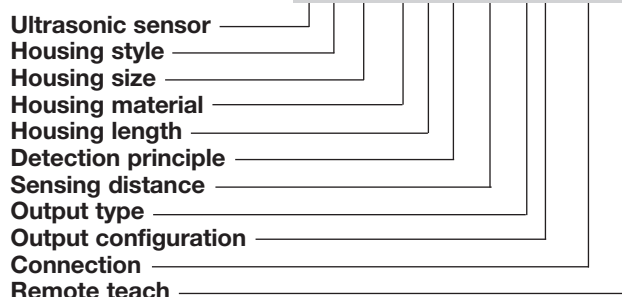 Ultrasonic sensor
Housing style
Housing size
Housing material
Housing length
Detection principle
Sensing distance
Output type
Output configuration
Connection
Remote teach